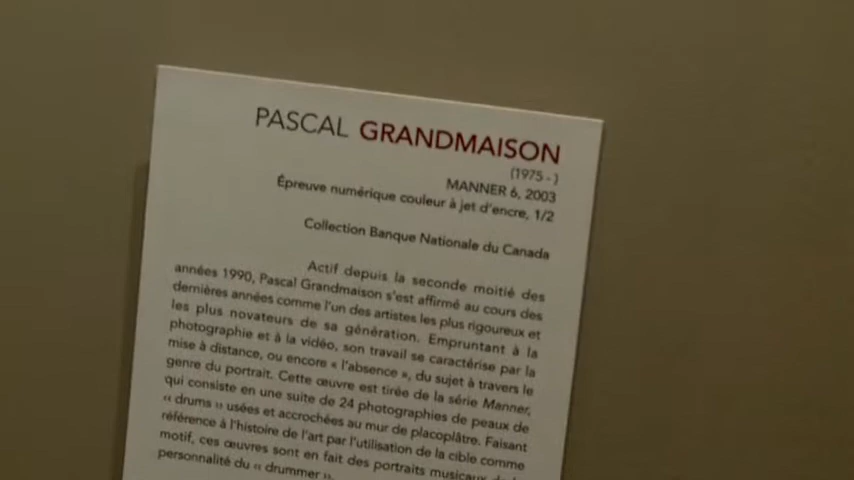 PASCAL GRANDMAISON
(1975 - )
MANNER 6, 2003
Épreuve numérique couleur à jet d'encre, 1/2
Collection Banque Nationale du Canada
Actif depuis la seconde moitié des
années 1990, Pascal Grandmaison s'est affirmé au cours des
dernières années comme l'un des artistes les plus rigoureux et
les plus novateurs de sa génération. Empruntant à la
photographie et à la vidéo, son travail se caractérise par la
mise à distance, ou encore « l'absence », du sujet à travers le
genre du portrait. Cette œuvre est tirée de la série Manner,
qui consiste en une suite de 24 photographies de peaux de
« drums » usées et accrochées au mur de placoplâtre. Faisant
référence à l'histoire de l'art par l'utilisation de la cible comme
motif, ces œuvres sont en fait des portraits musicaux
personnalité du « drummer ».